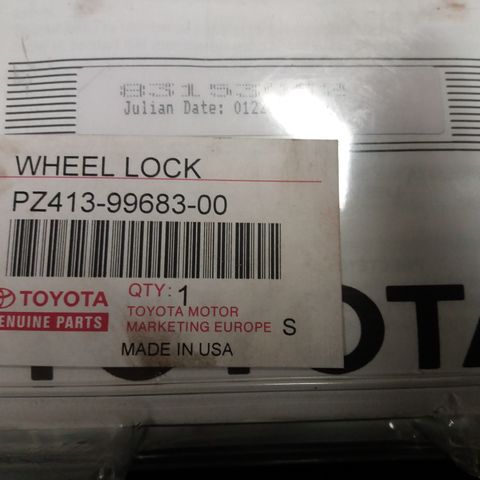 Julian Date:
WHEEL LOCK
PZ413-99683-00
TOYOTA
GENUINE PARTS
QTY: 1
TOYOTA MOTOR
MARKETING EUROPE S
MADE IN USA
TOYOTA